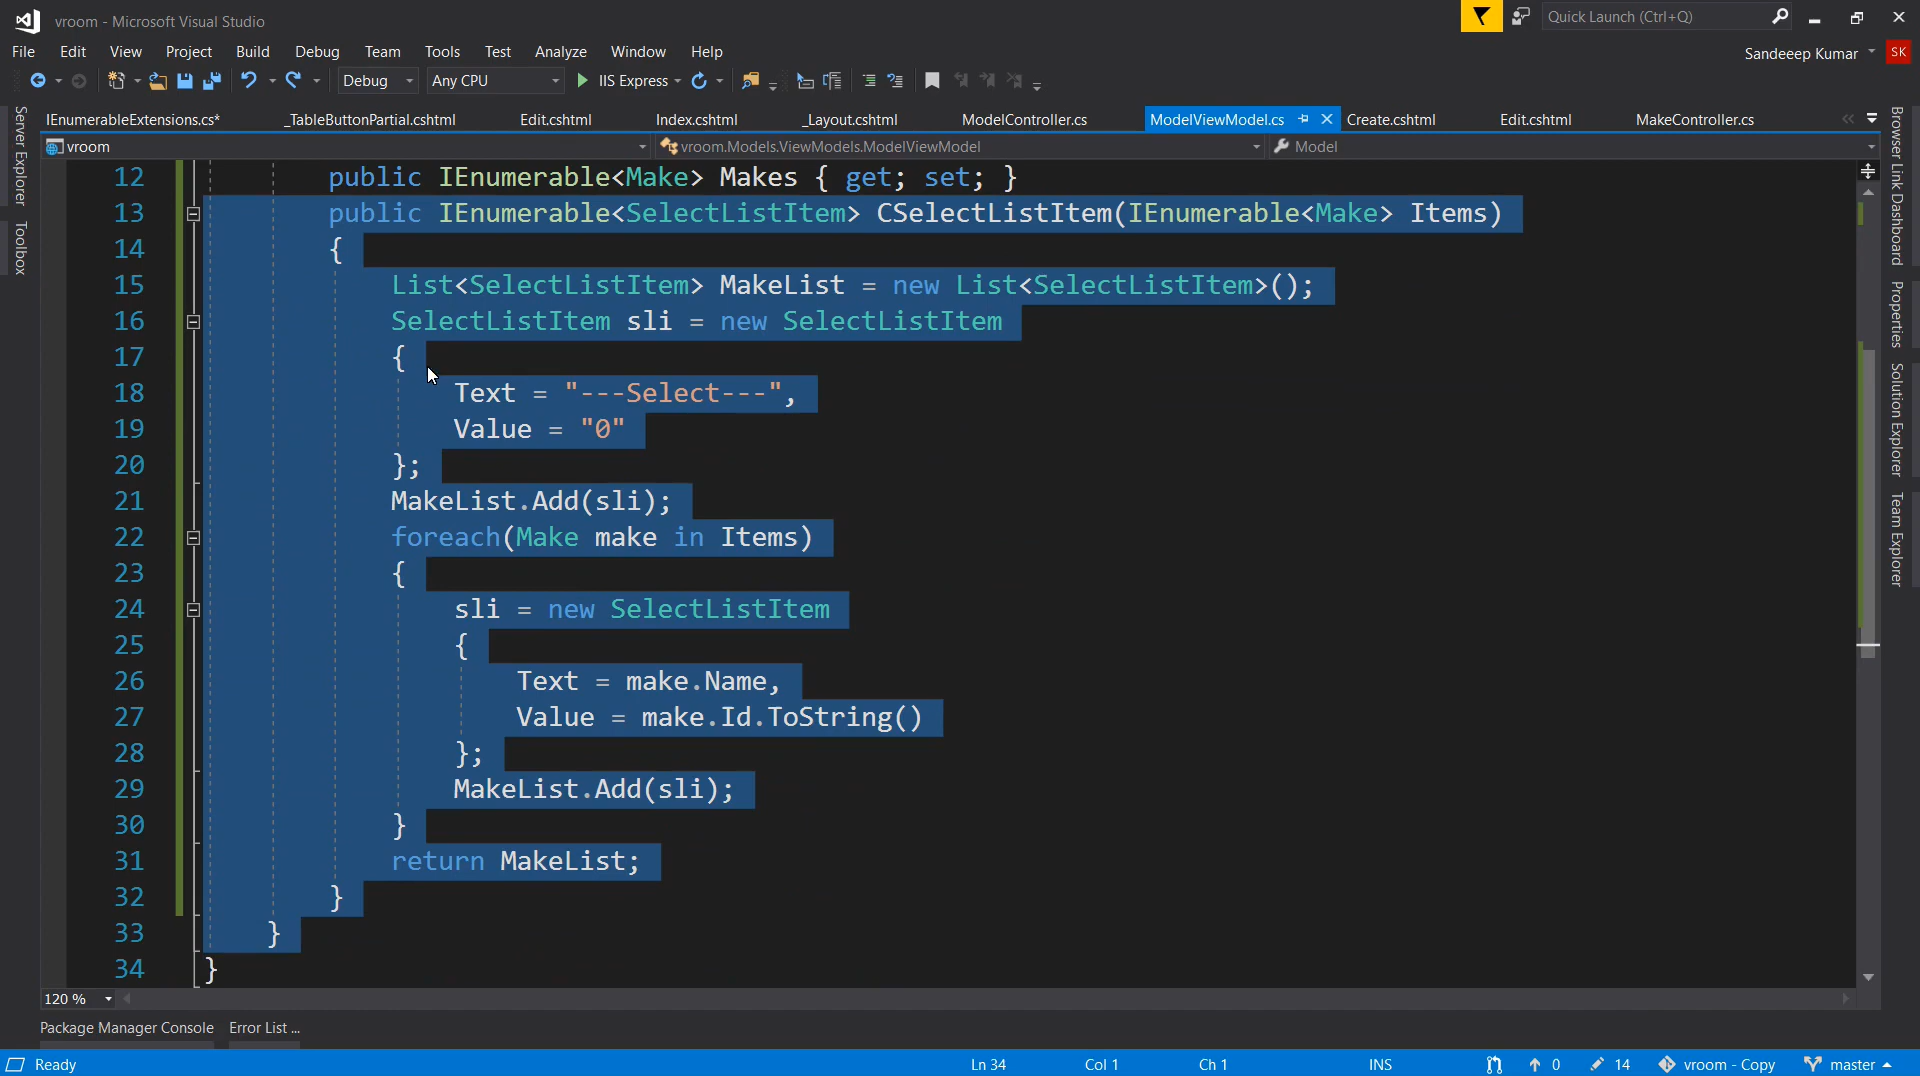 vroom - Microsoft Visual Studio
Quick Launch (Ctrl+Q)
File Edit View Project Build Debug Team Tools Test Analyze Window Help
Sandeeep Kumar SK
Debug Any CPU IIS Express
IEnumerableExtensions.cs* _TableButtonPartial.cshtml Edit.cshtml Index.cshtml _Layout.cshtml ModelController.cs ModelViewModel.cs Create.cshtml Edit.cshtml MakeController.cs
vroom vroom.Models.ViewModels.ModelViewModel Model
Server Explorer
Toolbox
12 public IEnumerable<Make> Makes { get; set; }
13 public IEnumerable<SelectListItem> CSelectListItem(IEnumerable<Make> Items)
14 {
15 List<SelectListItem> MakeList = new List<SelectListItem>();
16 SelectListItem sli = new SelectListItem
17 {
18 Text = "---Select---",
19 Value = "0"
20 };
21 MakeList.Add(sli);
22 foreach(Make make in Items)
23 {
24 sli = new SelectListItem
25 {
26 Text = make.Name,
27 Value = make.Id.ToString()
28 };
29 MakeList.Add(sli);
30 }
31 return MakeList;
32 }
33 }
34 }
Browser Link Dashboard
Properties
Solution Explorer
Team Explorer
120 %
Package Manager Console Error List ...
Ready Ln 34 Col 1 Ch 1 INS 0 14 vroom - Copy master